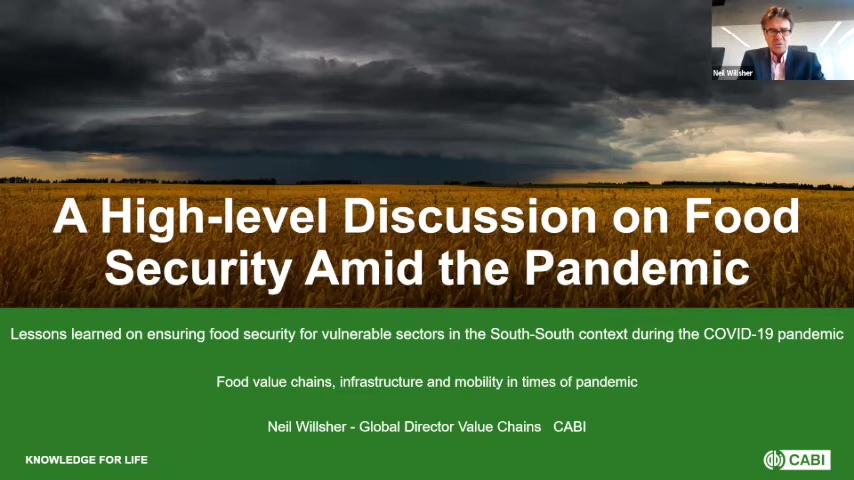 Neil Willsher
A High-level Discussion on Food
Security Amid the Pandemic
Lessons learned on ensuring food security for vulnerable sectors in the South-South context during the COVID-19 pandemic
Food value chains, infrastructure and mobility in times of pandemic
Neil Willsher - Global Director Value Chains CABI
KNOWLEDGE FOR LIFE
CABI